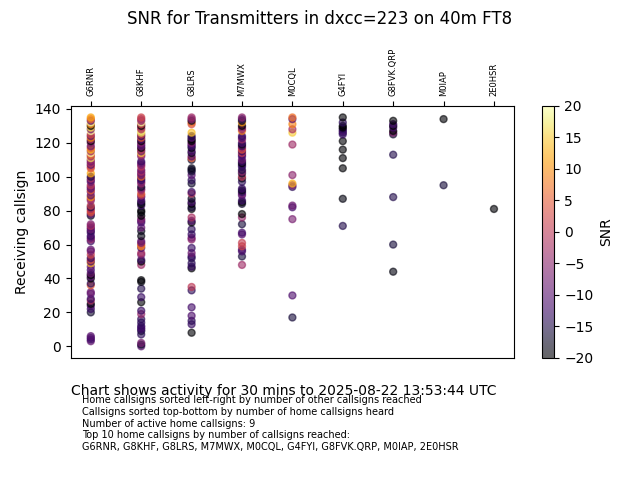 SNR for Transmitters in dxcc=223 on 40m FT8
G6RNR G8KHF G8LRS M7MWX M0CQL G4FYI G8FVK.QRP M0IAP 2E0HSR
140
120
100
80
60
40
20
0
Receiving callsign
20
15
10
5
0
−5
−10
−15
−20
SNR
Chart shows activity for 30 mins to 2025-08-22 13:53:44 UTC
Home callsigns sorted left-right by number of other callsigns reached
Callsigns sorted top-bottom by number of home callsigns heard
Number of active home callsigns: 9
Top 10 home callsigns by number of callsigns reached:
G6RNR, G8KHF, G8LRS, M7MWX, M0CQL, G4FYI, G8FVK.QRP, M0IAP, 2E0HSR